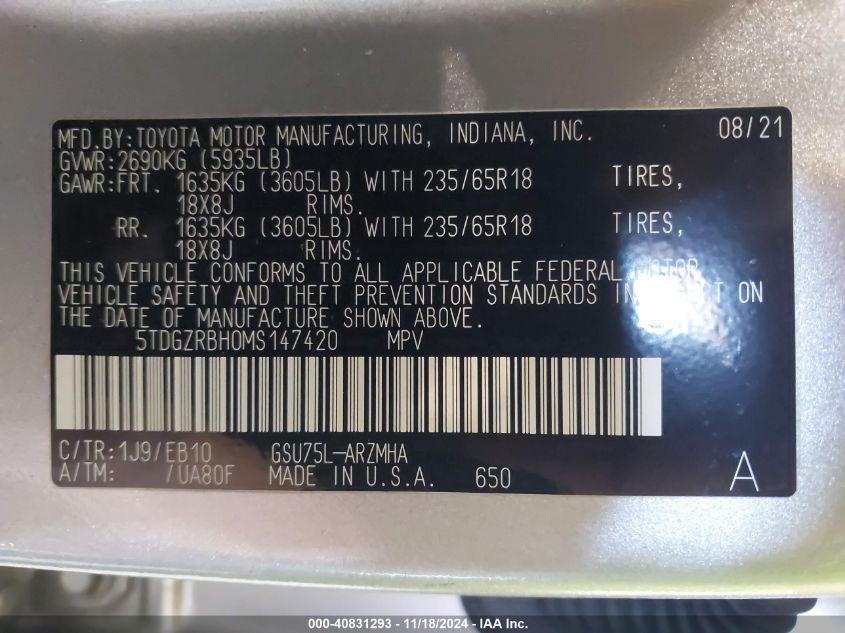 MFD.BY:TOYOTA MOTOR MANUFACTURING, INDIANA, INC. 08/21
GVWR:2690KG (5935LB)
GAWR:FRT. 1635KG (3605LB) WITH 235/65R18 TIRES,
18X8J RIMS.
RR. 1635KG (3605LB) WITH 235/65R18 TIRES,
18X8J RIMS.
THIS VEHICLE CONFORMS TO ALL APPLICABLE FEDERAL MOTOR
VEHICLE SAFETY AND THEFT PREVENTION STANDARDS IN EFFECT ON
THE DATE OF MANUFACTURE SHOWN ABOVE.
5TDGZRBH0MS147420 MPV
C/TR:1J9/EB10 GSU75L-ARZMHA
A/TM: /UA80F MADE IN U.S.A. 650 A
000-40831293 - 11/18/2024 - IAA Inc.